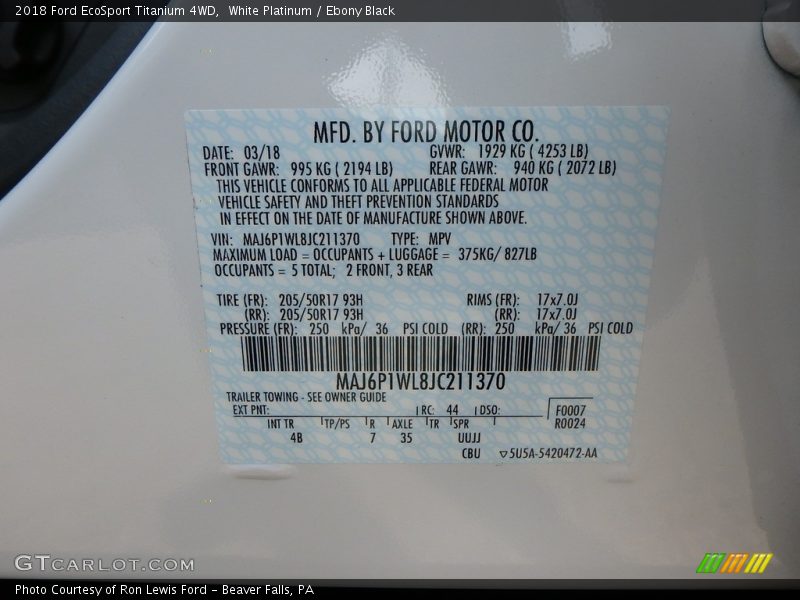 2018 Ford EcoSport Titanium 4WD,  White Platinum / Ebony Black
MFD. BY FORD MOTOR CO.
DATE: 03/18 GVWR: 1929 KG ( 4253 LB)
FRONT GAWR: 995 KG ( 2194 LB) REAR GAWR: 940 KG ( 2072 LB)
THIS VEHICLE CONFORMS TO ALL APPLICABLE FEDERAL MOTOR
VEHICLE SAFETY AND THEFT PREVENTION STANDARDS
IN EFFECT ON THE DATE OF MANUFACTURE SHOWN ABOVE.
VIN: MAJ6P1WL8JC211370 TYPE: MPV
MAXIMUM LOAD = OCCUPANTS + LUGGAGE = 375KG/ 827LB
OCCUPANTS = 5 TOTAL; 2 FRONT, 3 REAR
TIRE (FR): 205/50R17 93H RIMS (FR): 17x7.0J
(RR): 205/50R17 93H (RR): 17x7.0J
PRESSURE (FR): 250 kPa/ 36 PSI COLD (RR): 250 kPa/ 36 PSI COLD
MAJ6P1WL8JC211370
TRAILER TOWING - SEE OWNER GUIDE
EXT PNT: RC: 44 DSO: F0007
R0024
INT TR TP/PS R AXLE TR SPR
4B 7 35 UUJJ
CBU ▽5U5A-5420472-AA
GTCARLOT.COM
Photo Courtesy of Ron Lewis Ford – Beaver Falls, PA